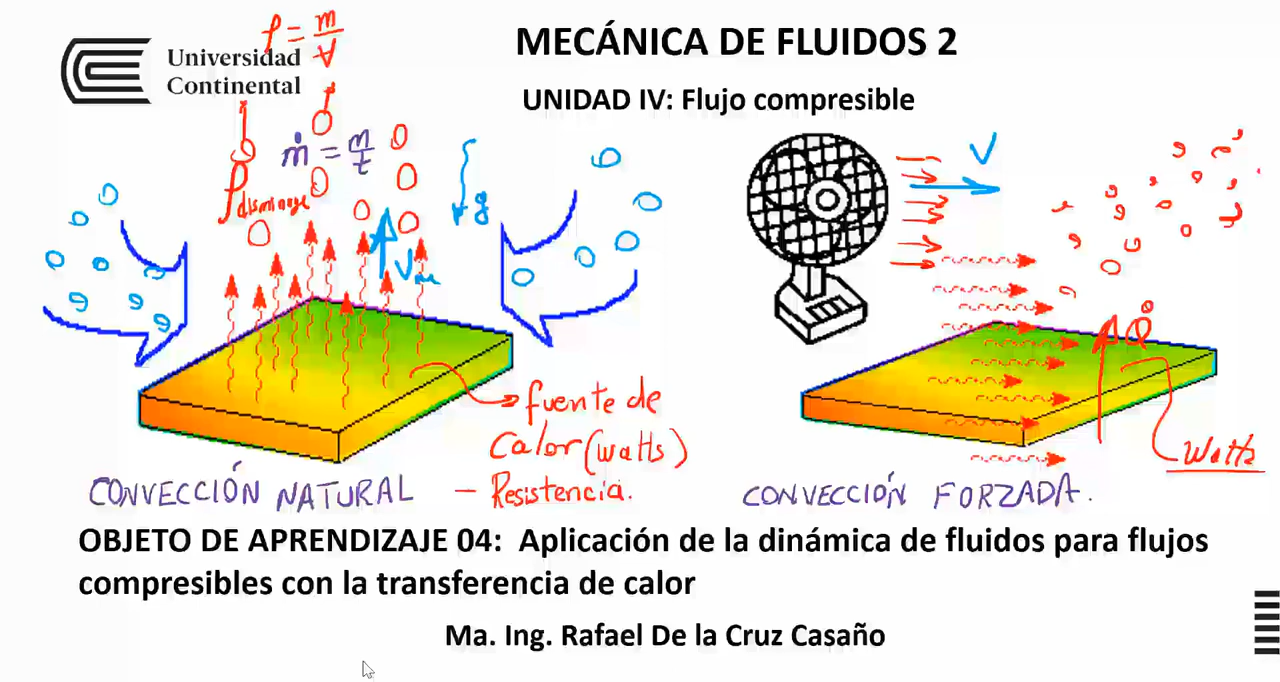 ρ = m/V
Universidad
Continental
MECÁNICA DE FLUIDOS 2
UNIDAD IV: Flujo compresible
ṁ = m/t
ρdisminuye
g
V
V
Q̇
fuente de
Calor (watts)
- Resistencia.
Watts
CONVECCIÓN NATURAL
CONVECCIÓN FORZADA.
OBJETO DE APRENDIZAJE 04: Aplicación de la dinámica de fluidos para flujos
compresibles con la transferencia de calor
Ma. Ing. Rafael De la Cruz Casaño